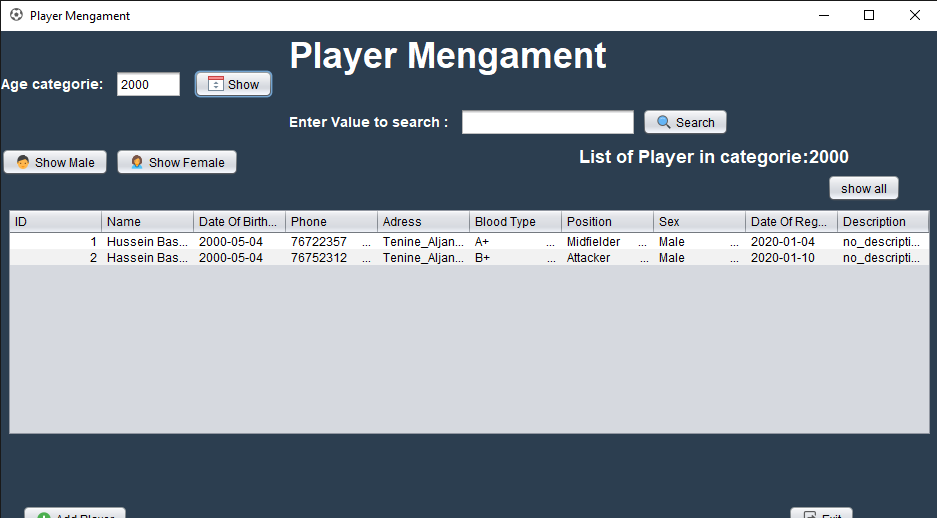 Player Mengament
Player Mengament
Age categorie: 2000 Show
Enter Value to search : Search
Show Male Show Female
List of Player in categorie:2000
show all
ID Name Date Of Birth... Phone Adress Blood Type Position Sex Date Of Reg... Description
1 Hussein Bas... 2000-05-04 76722357 ... Tenine_Aljan... A+ ... Midfielder ... Male ... 2020-01-04 no_descripti...
2 Hassein Bas... 2000-05-04 76752312 ... Tenine_Aljan... B+ ... Attacker ... Male ... 2020-01-10 no_descripti...
Add Player Exit